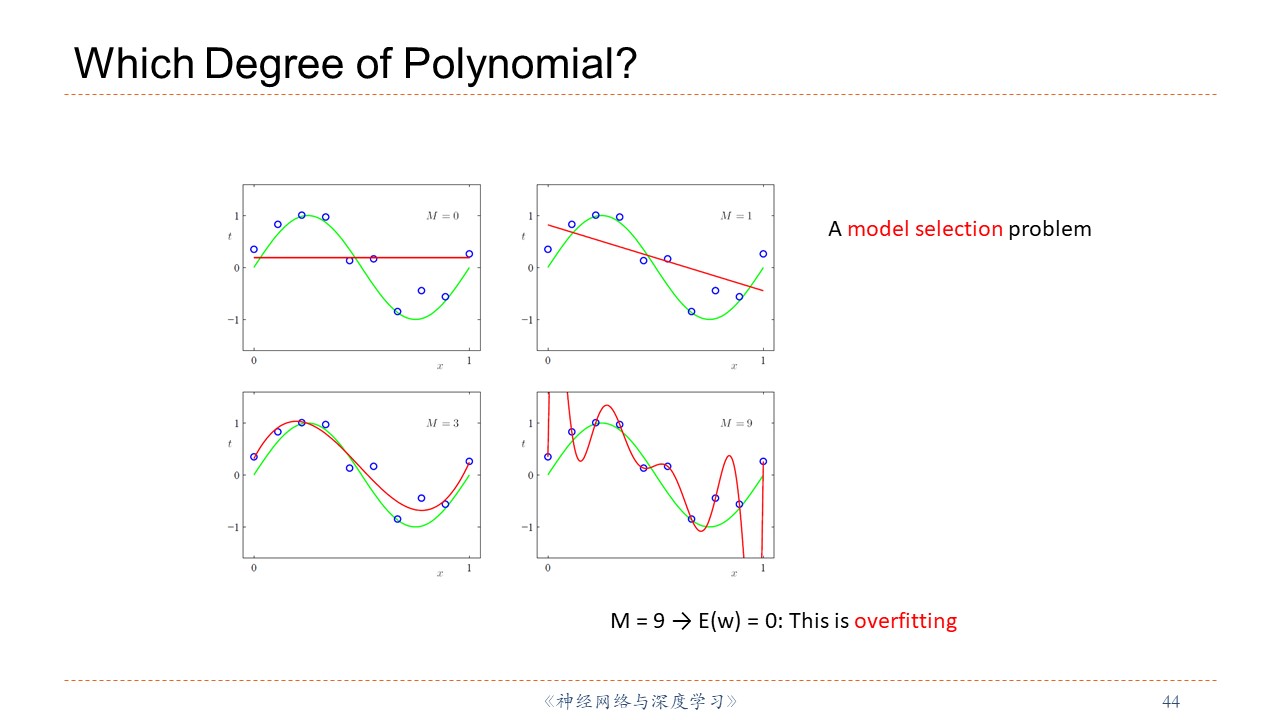 Which Degree of Polynomial?
M = 0
1
t
0
−1
0
x
1
M = 1
1
t
0
−1
0
x
1
A model selection problem
M = 3
1
t
0
−1
0
x
1
M = 9
1
t
0
−1
0
x
1
M = 9 → E(w) = 0: This is overfitting
《神经网络与深度学习》
44